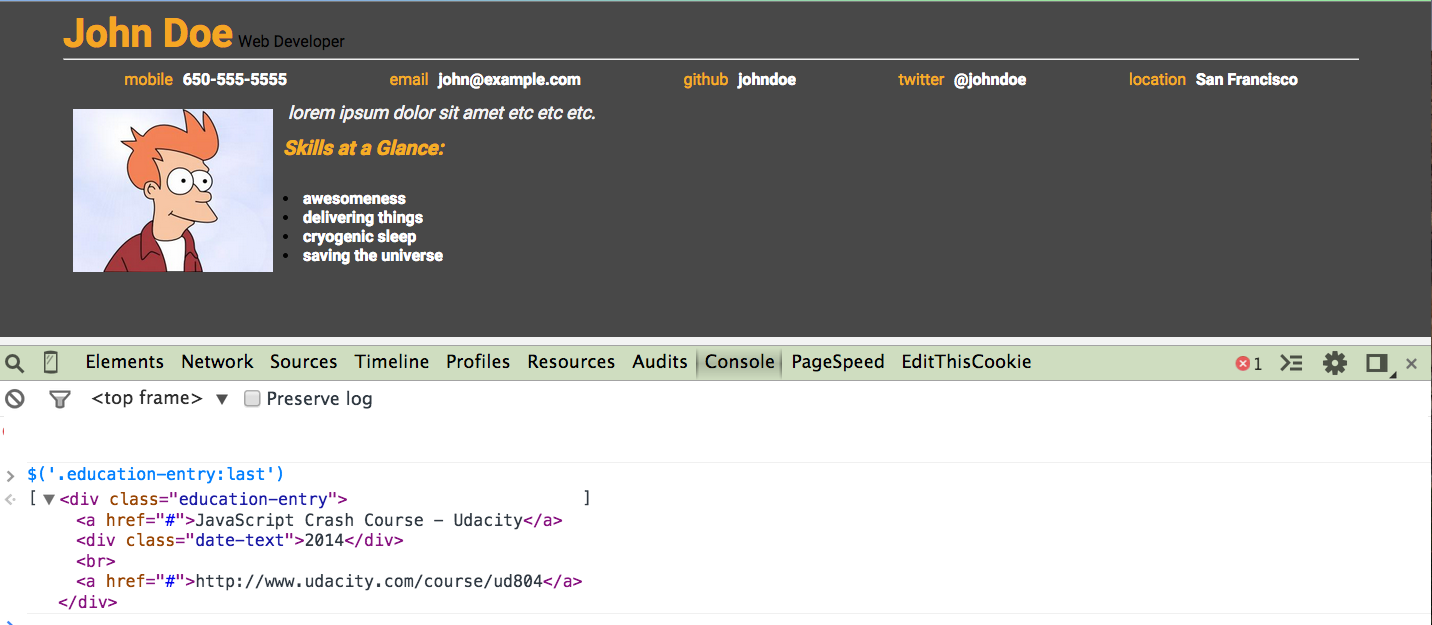 John Doe Web Developer
mobile 650-555-5555 email john@example.com github johndoe twitter @johndoe location San Francisco
lorem ipsum dolor sit amet etc etc etc.
Skills at a Glance:
awesomeness
delivering things
cryogenic sleep
saving the universe
Elements Network Sources Timeline Profiles Resources Audits Console PageSpeed EditThisCookie 1
<top frame> ▼ Preserve log
> $('.education-entry:last')
[ ▼<div class="education-entry"> ]
<a href="#">JavaScript Crash Course - Udacity</a>
<div class="date-text">2014</div>
<br>
<a href="#">http://www.udacity.com/course/ud804</a>
</div>